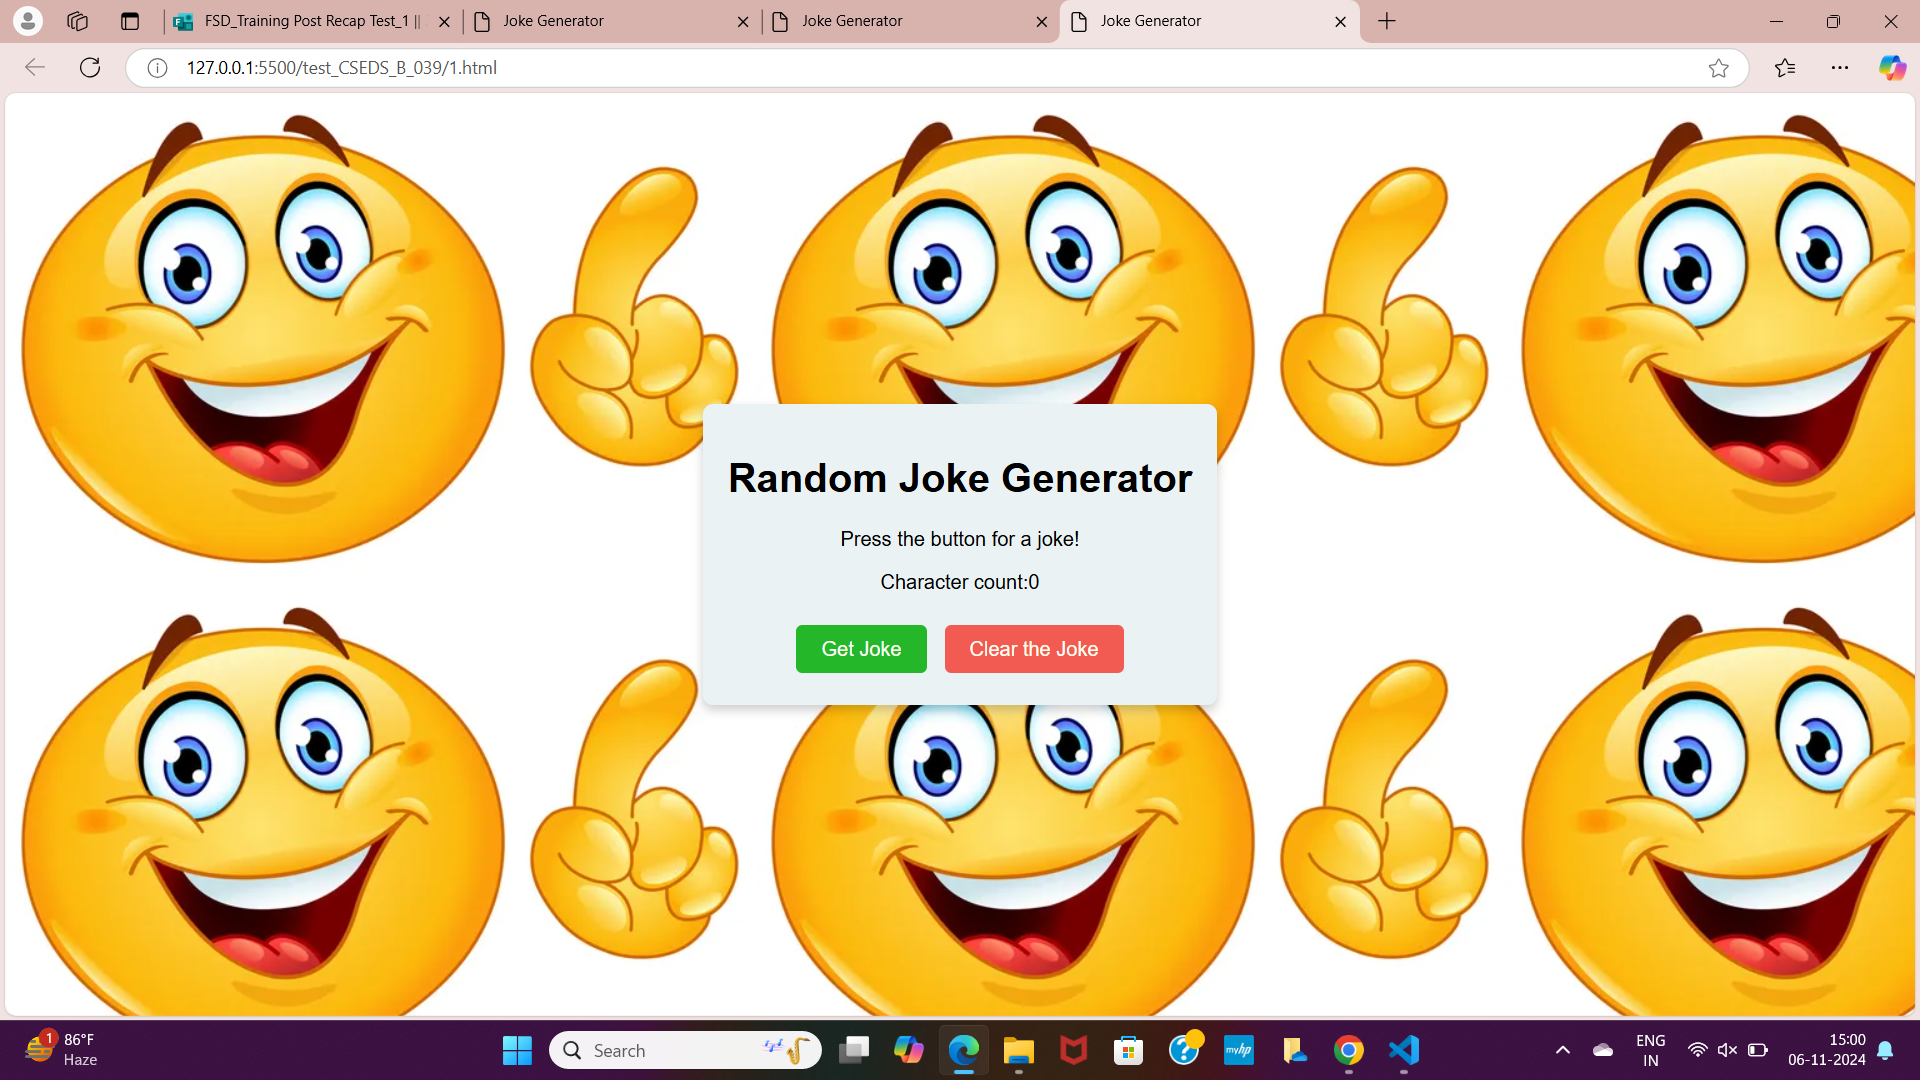 FSD_Training Post Recap Test_1 ||
Joke Generator
Joke Generator
Joke Generator
127.0.0.1:5500/test_CSEDS_B_039/1.html
Random Joke Generator
Press the button for a joke!
Character count:0
Get Joke
Clear the Joke
1
86°F
Haze
Search
myhp
ENG
IN
15:00
06-11-2024